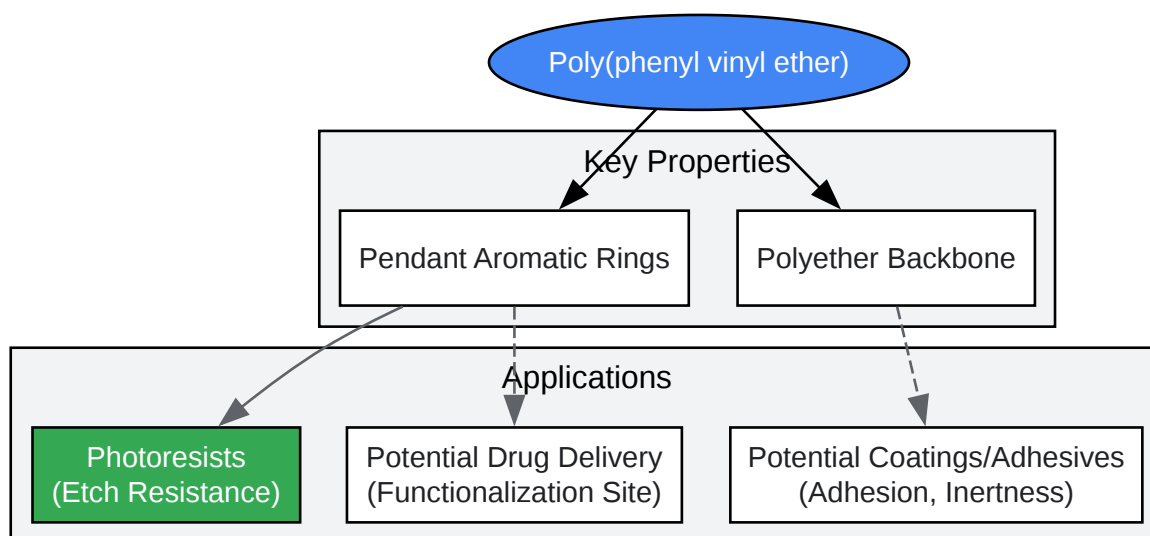 Poly(phenyl vinyl ether)
Key Properties
Pendant Aromatic Rings
Polyether Backbone
Applications
Photoresists
(Etch Resistance)
Potential Drug Delivery
(Functionalization Site)
Potential Coatings/Adhesives
(Adhesion, Inertness)